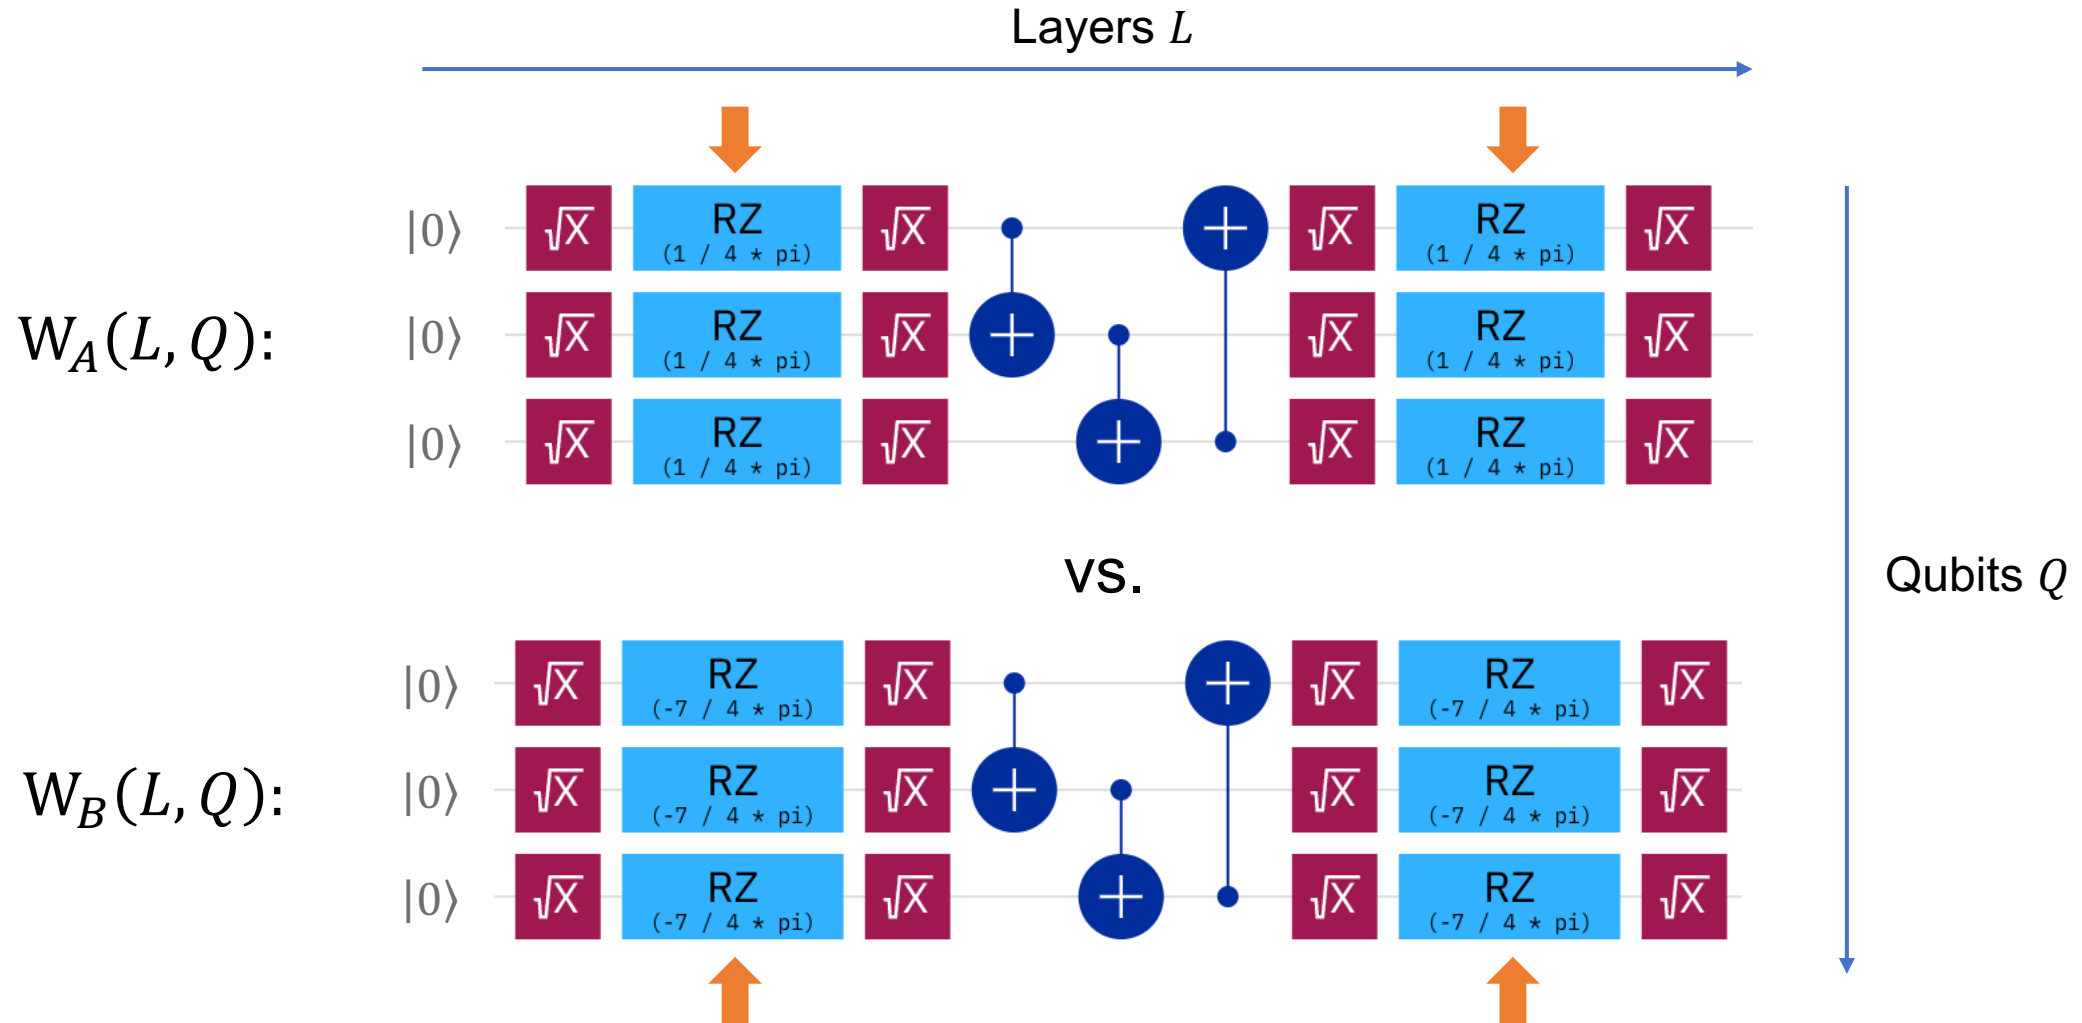 Layers L
|0⟩ √X RZ √X √X RZ √X
(1 / 4 * pi) (1 / 4 * pi)
W_A(L, Q): |0⟩ √X RZ √X √X RZ √X
(1 / 4 * pi) (1 / 4 * pi)
|0⟩ √X RZ √X √X RZ √X
(1 / 4 * pi) (1 / 4 * pi)
vs.
Qubits Q
|0⟩ √X RZ √X √X RZ √X
(-7 / 4 * pi) (-7 / 4 * pi)
W_B(L, Q): |0⟩ √X RZ √X √X RZ √X
(-7 / 4 * pi) (-7 / 4 * pi)
|0⟩ √X RZ √X √X RZ √X
(-7 / 4 * pi) (-7 / 4 * pi)